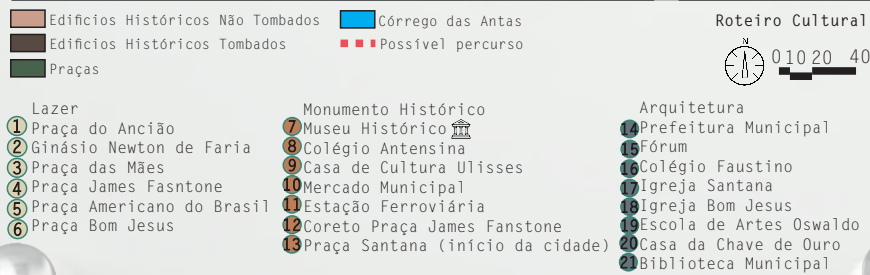 Edifícios Históricos Não Tombados
Edifícios Históricos Tombados
Praças
Córrego das Antas
Possível percurso
Roteiro Cultural
N
0 10 20 40
Lazer
1 Praça do Ancião
2 Ginásio Newton de Faria
3 Praça das Mães
4 Praça James Fasntone
5 Praça Americano do Brasil
6 Praça Bom Jesus
Monumento Histórico
7 Museu Histórico
8 Colégio Antensina
9 Casa de Cultura Ulisses
10 Mercado Municipal
11 Estação Ferroviária
12 Coreto Praça James Fanstone
13 Praça Santana (início da cidade)
Arquitetura
14 Prefeitura Municipal
15 Fórum
16 Colégio Faustino
17 Igreja Santana
18 Igreja Bom Jesus
19 Escola de Artes Oswaldo
20 Casa da Chave de Ouro
21 Biblioteca Municipal